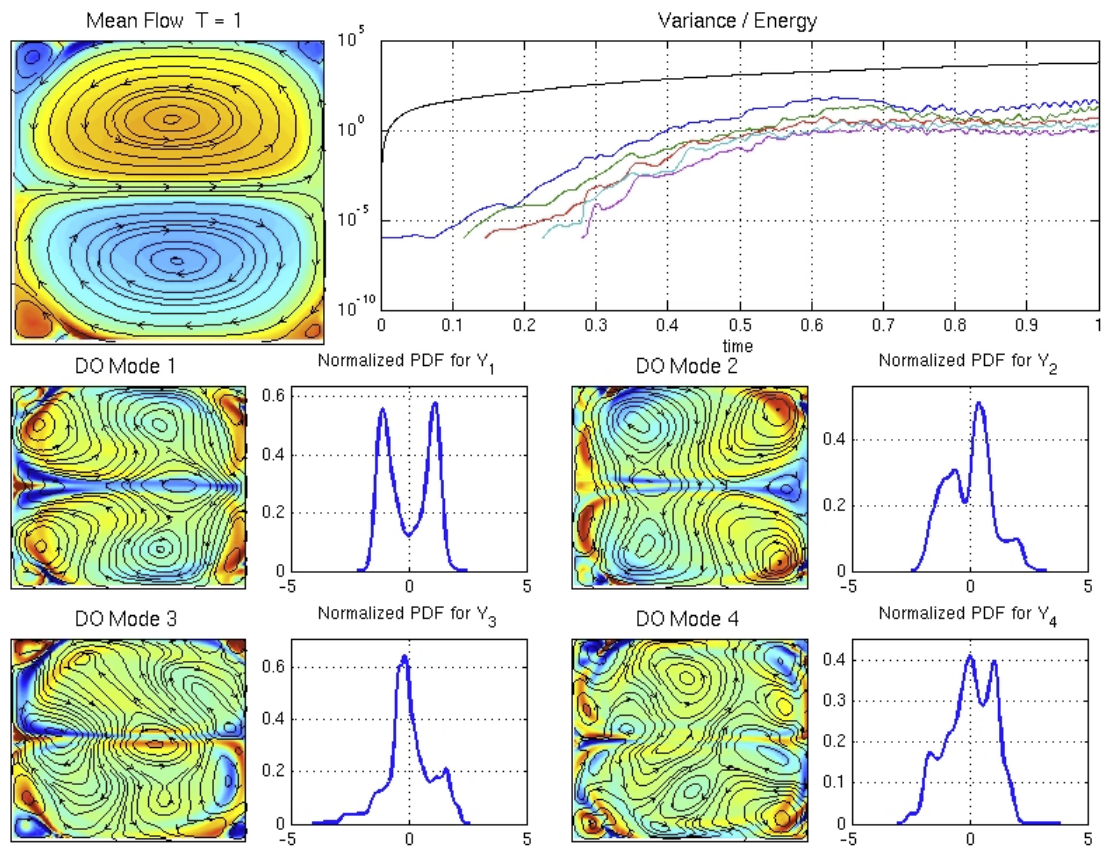 Mean Flow T = 1
Variance / Energy
10^5
10^0
10^-5
10^-10
0 0.1 0.2 0.3 0.4 0.5 0.6 0.7 0.8 0.9 1
time
DO Mode 1
Normalized PDF for Y_1
0.6
0.4
0.2
0
-5 0 5
DO Mode 2
Normalized PDF for Y_2
0.4
0.2
0
-5 0 5
DO Mode 3
Normalized PDF for Y_3
0.6
0.4
0.2
0
-5 0 5
DO Mode 4
Normalized PDF for Y_4
0.4
0.3
0.2
0.1
0
-5 0 5